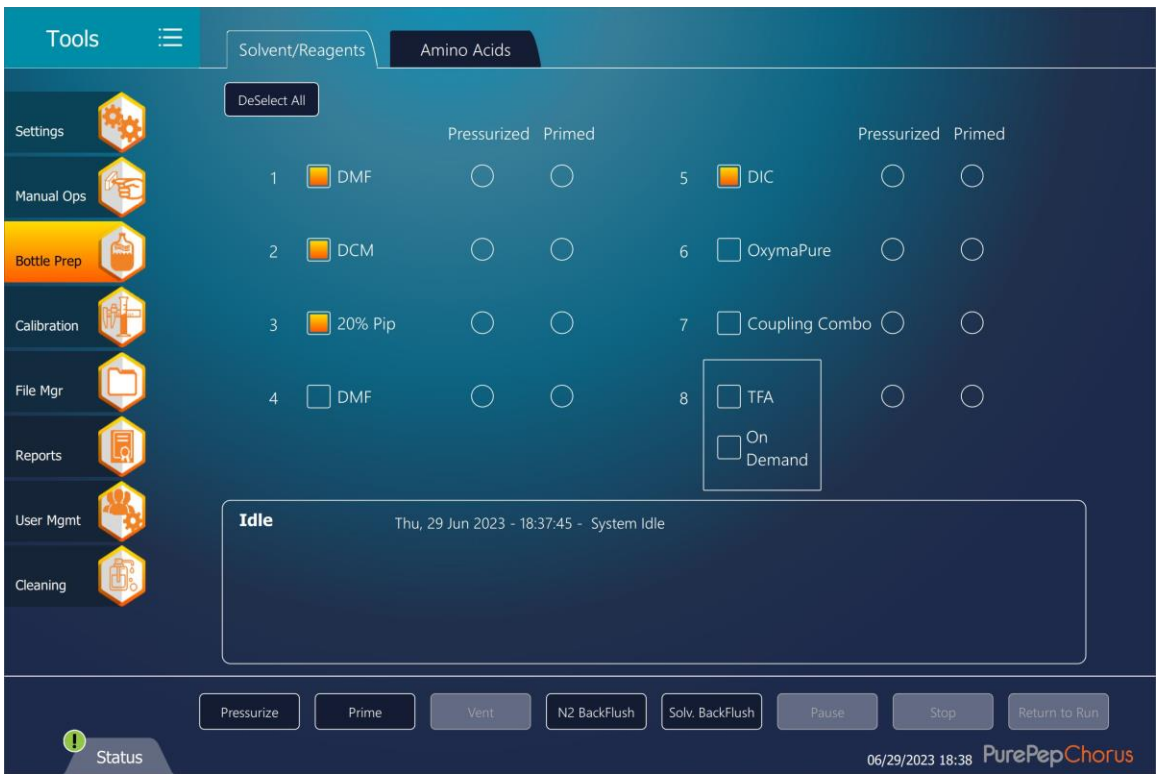 Tools
Solvent/Reagents
Amino Acids
DeSelect All
Settings
Manual Ops
Bottle Prep
Calibration
File Mgr
Reports
User Mgmt
Cleaning
Pressurized Primed
Pressurized Primed
1 DMF
5 DIC
2 DCM
6 OxymaPure
3 20% Pip
7 Coupling Combo
4 DMF
8 TFA
On
Demand
Idle Thu, 29 Jun 2023 - 18:37:45 - System Idle
Pressurize
Prime
Vent
N2 BackFlush
Solv. BackFlush
Pause
Stop
Return to Run
! Status
06/29/2023 18:38 PurePepChorus